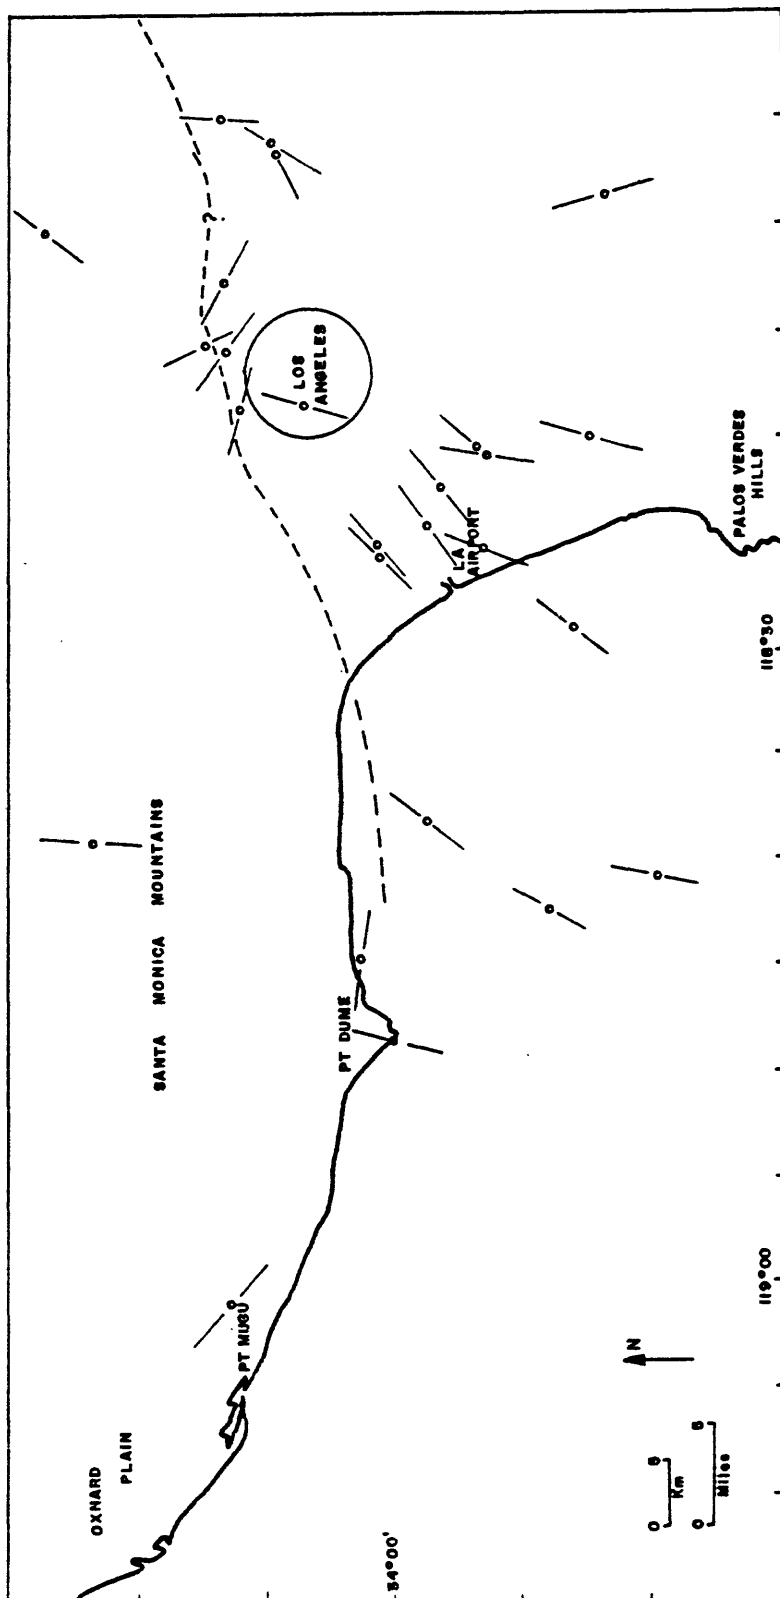 OXNARD
PLAIN
PT MUGU
SANTA MONICA MOUNTAINS
PT DUME
?
LOS
ANGELES
LA
AIRPORT
PALOS VERDES
HILLS
34°00'
N
0 5
Km
0 5
Miles
119°00
118°30